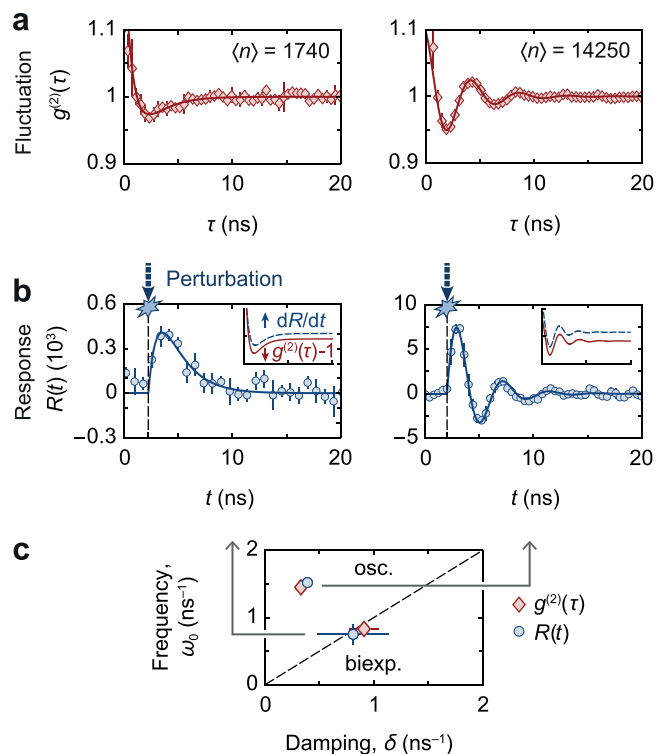 a
Fluctuation
g⁽²⁾(τ)
1.1
1
0.9
⟨n⟩ = 1740
0 10 20
τ (ns)
1.1
1
0.9
⟨n⟩ = 14250
0 10 20
τ (ns)
b
Perturbation
Response
R(t) (10³)
0.6
0.3
0
−0.3
dR/dt
g⁽²⁾(τ)-1
0 10 20
t (ns)
10
5
0
−5
0 10 20
t (ns)
c
Frequency,
ω₀ (ns⁻¹)
2
1
0
osc.
biexp.
0 1 2
Damping, δ (ns⁻¹)
g⁽²⁾(τ)
R(t)